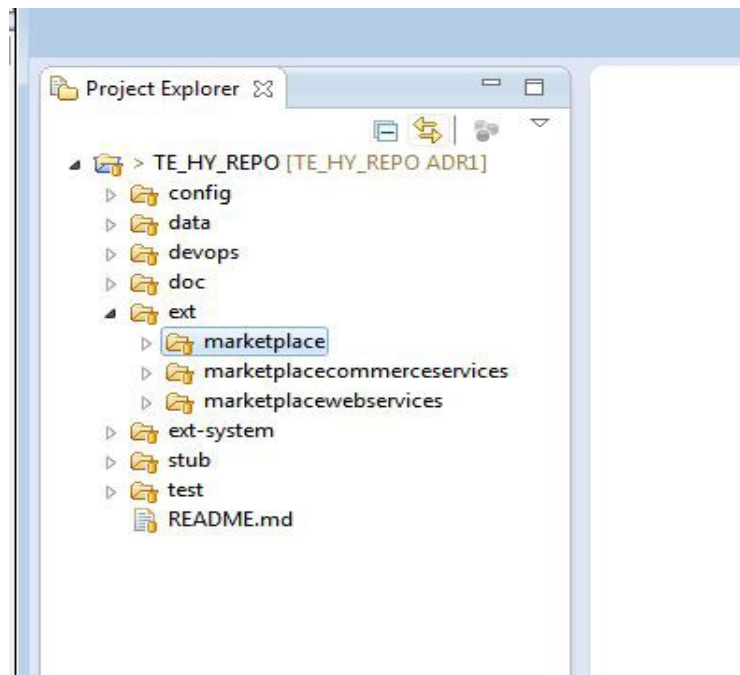 Project Explorer
> TE_HY_REPO [TE_HY_REPO ADR1]
config
data
devops
doc
ext
marketplace
marketplacecommerceservices
marketplacewebservices
ext-system
stub
test
README.md